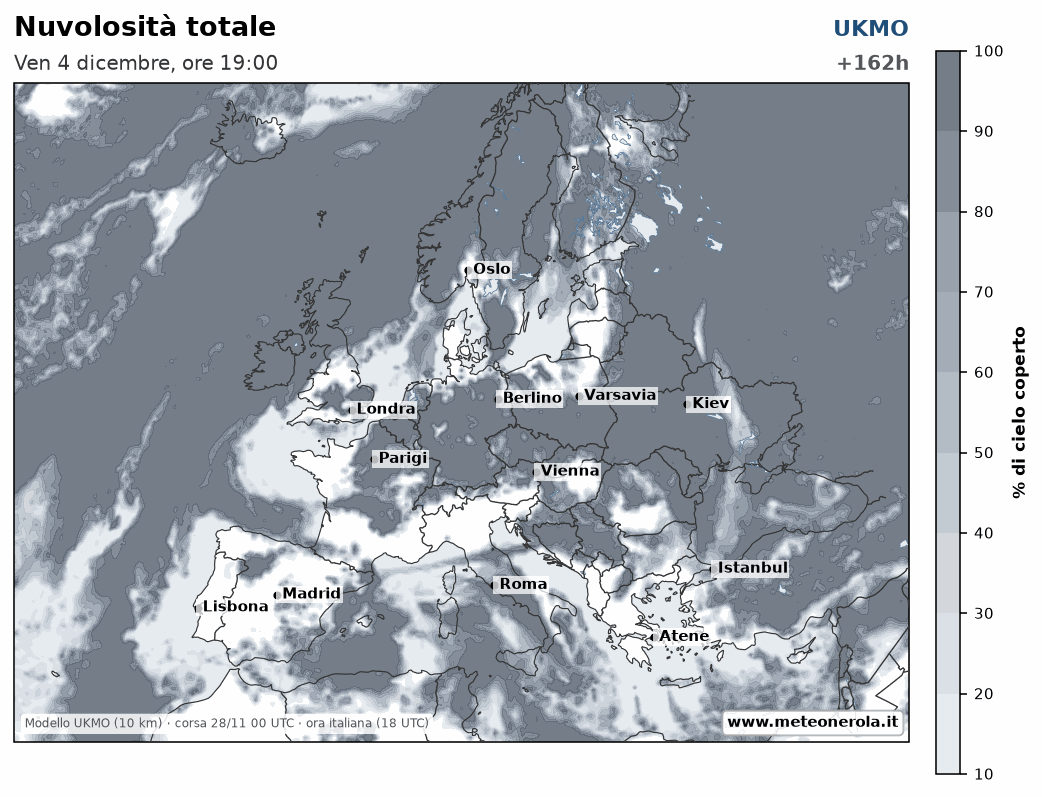 Nuvolosità totale
UKMO
Ven 4 dicembre, ore 19:00
+162h
100
90
80
70
60
50
40
30
20
10
% di cielo coperto
Oslo
Londra
Berlino
Varsavia
Kiev
Parigi
Vienna
Istanbul
Roma
Madrid
Lisbona
Atene
Modello UKMO (10 km) · corsa 28/11 00 UTC · ora italiana (18 UTC)
www.meteonerola.it